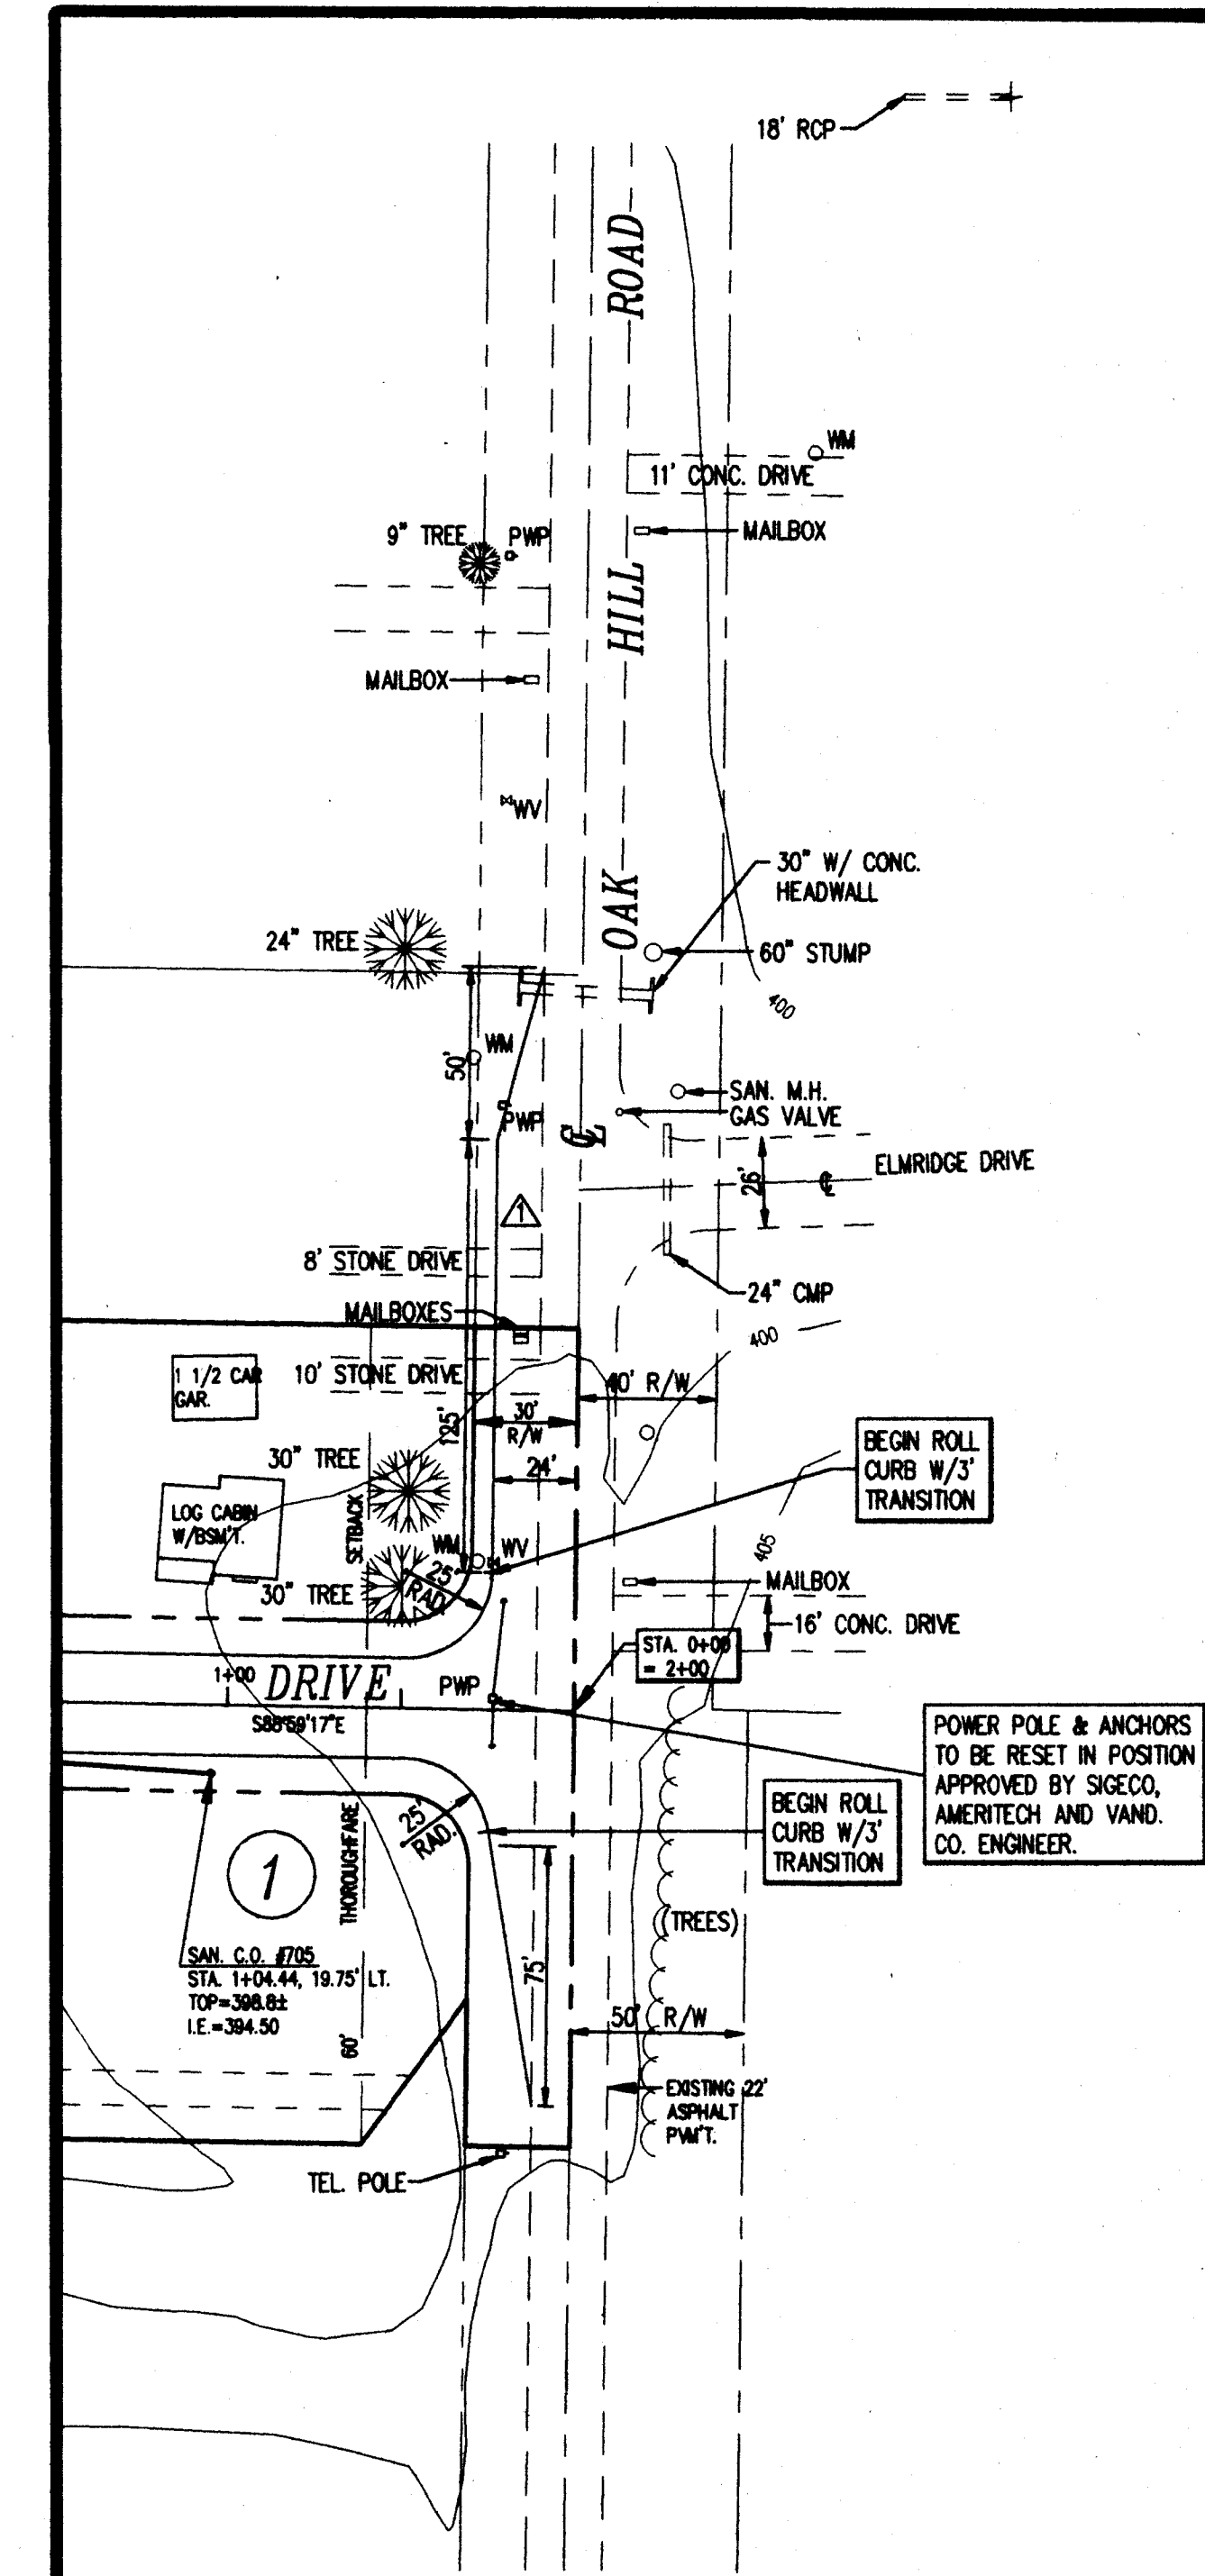 18' RCP
ROAD
WM
11' CONC. DRIVE
9" TREE
PWP
MAILBOX
HILL
MAILBOX
WV
30" W/ CONC.
HEADWALL
OAK
24" TREE
60" STUMP
400
50'
WM
SAN. M.H.
PWP
GAS VALVE
CL
ELMRIDGE DRIVE
26'
CL
1
8' STONE DRIVE
24" CMP
MAILBOXES
400
1 1/2 CAR
GAR.
10' STONE DRIVE
40' R/W
125'
30'
R/W
BEGIN ROLL
CURB W/3'
TRANSITION
30" TREE
24'
LOG CABIN
W/BSM'T.
SETBACK
405
WM
WV
25'
RAD.
MAILBOX
30" TREE
16' CONC. DRIVE
STA. 0+00
= 2+00
1+00
DRIVE
PWP
S88°59'17"E
POWER POLE & ANCHORS
TO BE RESET IN POSITION
APPROVED BY SIGECO,
AMERITECH AND VAND.
CO. ENGINEER.
BEGIN ROLL
CURB W/3'
TRANSITION
25'
RAD.
THOROUGHFARE
1
(TREES)
SAN. C.O. #705
STA. 1+04.44, 19.75' LT.
TOP=398.8±
I.E.=394.50
75'
60'
50' R/W
EXISTING 22'
ASPHALT
PVM'T.
TEL. POLE